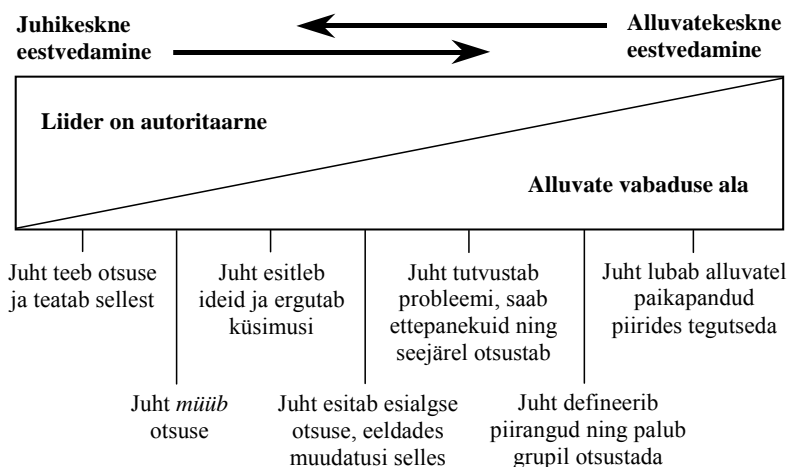 Juhikeskne
eestvedamine
Alluvatekeskne
eestvedamine
Liider on autoritaarne
Alluvate vabaduse ala
Juht teeb otsuse
ja teatab sellest
Juht esitleb
ideid ja ergutab
küsimusi
Juht tutvustab
probleemi, saab
ettepanekuid ning
seejärel otsustab
Juht lubab alluvatel
paikapandud
piirides tegutseda
Juht müüb
otsuse
Juht esitab esialgse
otsuse, eeldades
muudatusi selles
Juht defineerib
piirangud ning palub
grupil otsustada